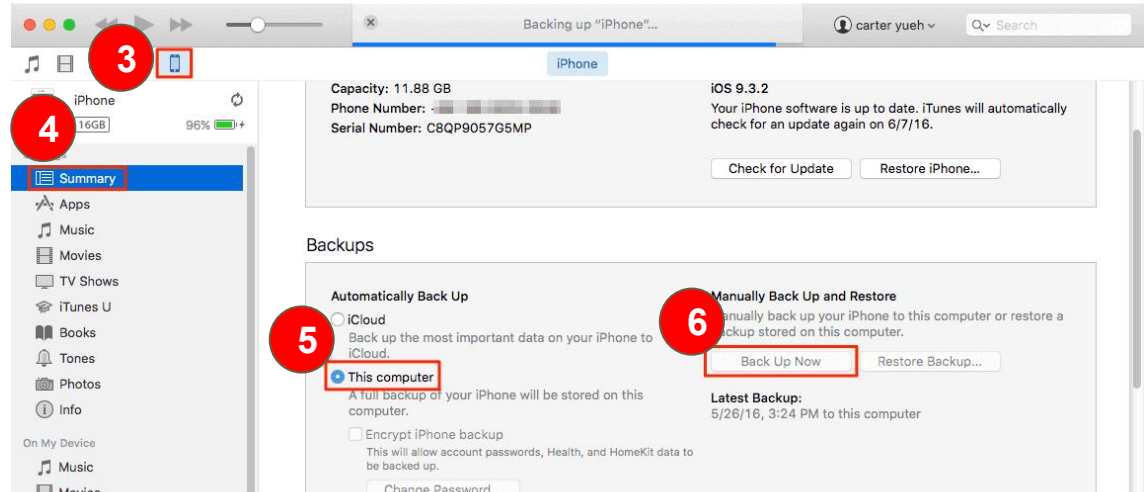 Backing up “iPhone”...
carter yueh
Search
3
iPhone
iPhone
4
16GB
96%
Capacity: 11.88 GB
Phone Number:
Serial Number: C8QP9057G5MP
iOS 9.3.2
Your iPhone software is up to date. iTunes will automatically
check for an update again on 6/7/16.
Check for Update
Restore iPhone...
Summary
Apps
Music
Movies
TV Shows
iTunes U
Books
Tones
Photos
Info
On My Device
Music
Movies
Backups
Automatically Back Up
iCloud
Back up the most important data on your iPhone to
iCloud.
5
This computer
A full backup of your iPhone will be stored on this
computer.
Encrypt iPhone backup
This will allow account passwords, Health, and HomeKit data to
be backed up.
Change Password
6
Manually Back Up and Restore
Manually back up your iPhone to this computer or restore a
backup stored on this computer.
Back Up Now
Restore Backup...
Latest Backup:
5/26/16, 3:24 PM to this computer